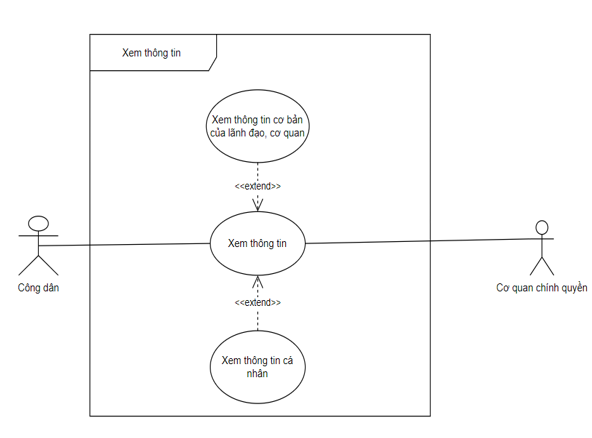 Xem thông tin
Xem thông tin cơ bản
của lãnh đạo, cơ quan
<<extend>>
Xem thông tin
Công dân
Cơ quan chính quyền
<<extend>>
Xem thông tin cá
nhân